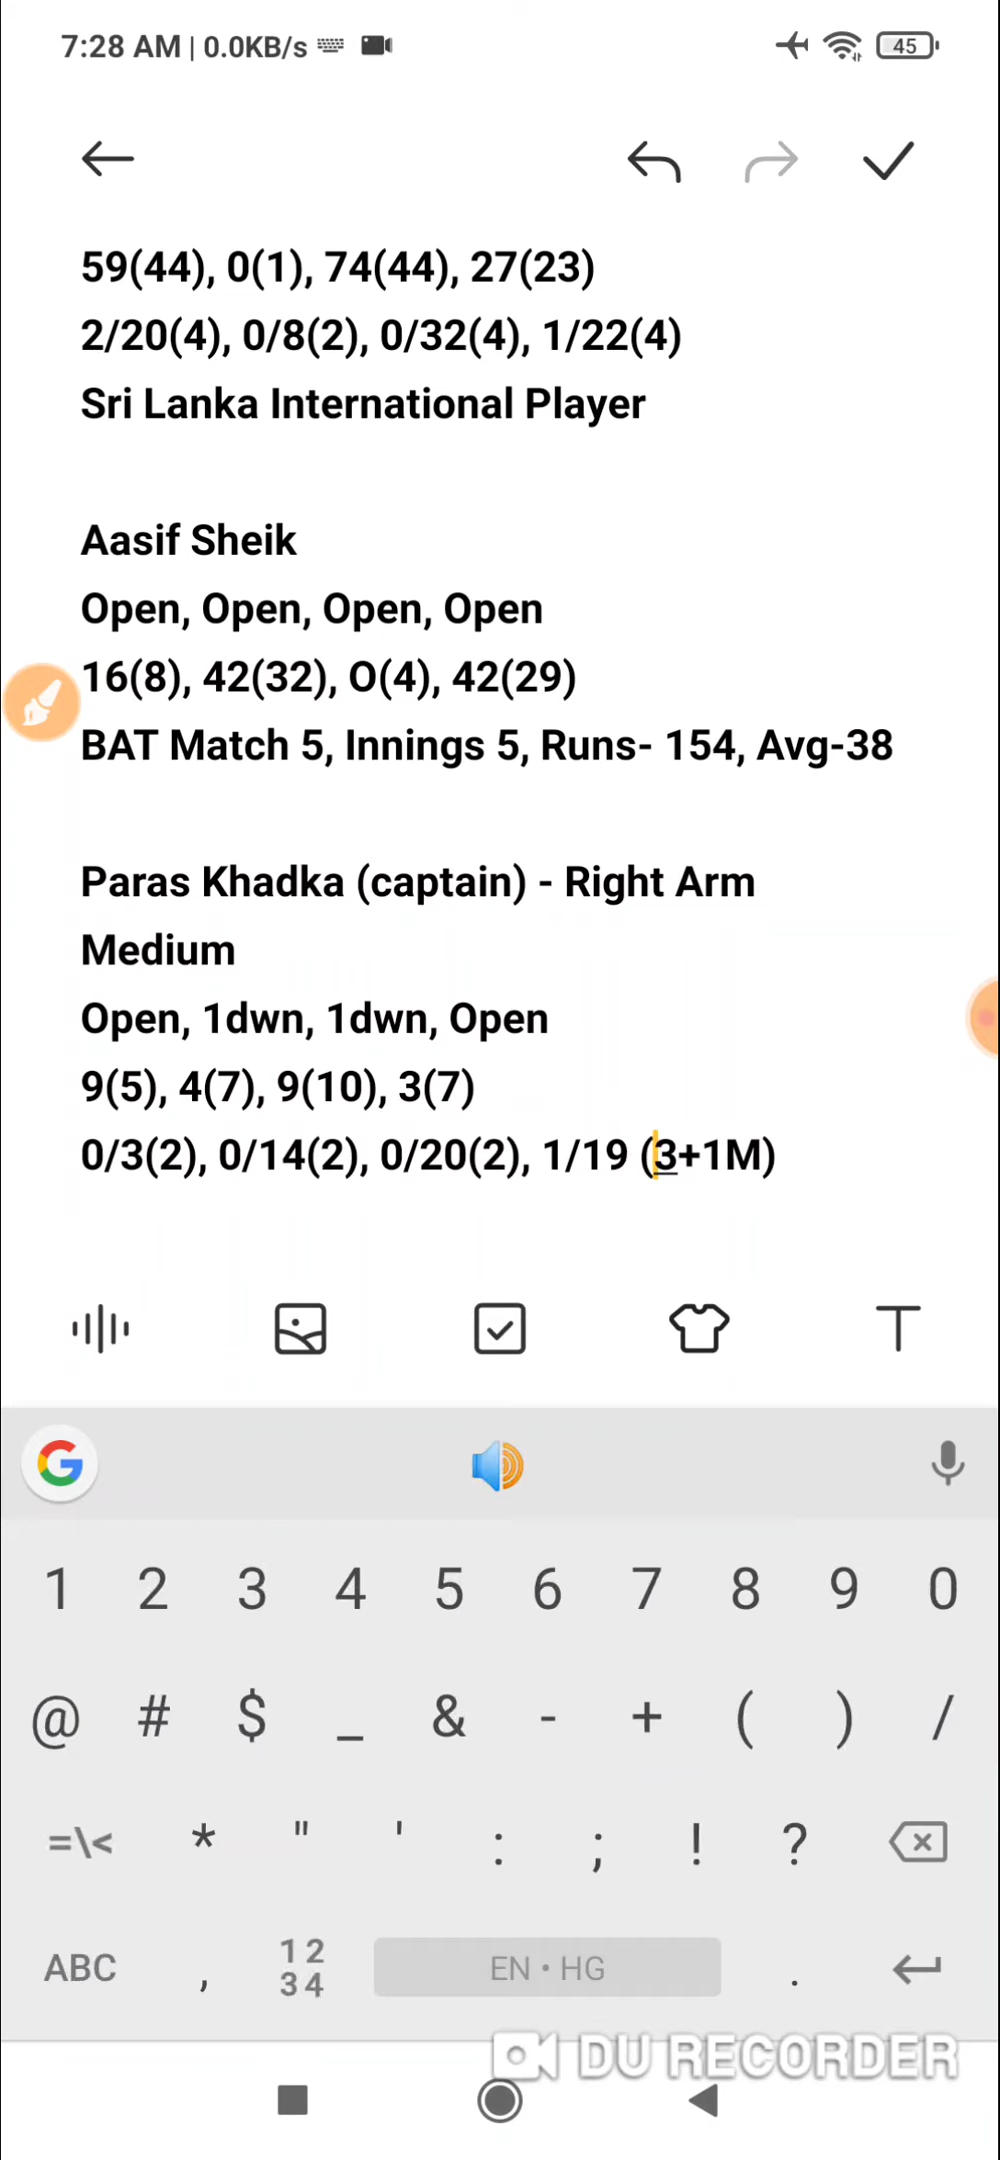 7:28 AM | 0.0KB/s 45
59(44), 0(1), 74(44), 27(23)
2/20(4), 0/8(2), 0/32(4), 1/22(4)
Sri Lanka International Player
Aasif Sheik
Open, Open, Open, Open
16(8), 42(32), O(4), 42(29)
BAT Match 5, Innings 5, Runs- 154, Avg-38
Paras Khadka (captain) - Right Arm
Medium
Open, 1dwn, 1dwn, Open
9(5), 4(7), 9(10), 3(7)
0/3(2), 0/14(2), 0/20(2), 1/19 (3+1M)
T
G
1 2 3 4 5 6 7 8 9 0
@ # $ _ & - + ( ) /
=\< * " ' : ; ! ?
ABC , 12 34 EN • HG .
DU RECORDER